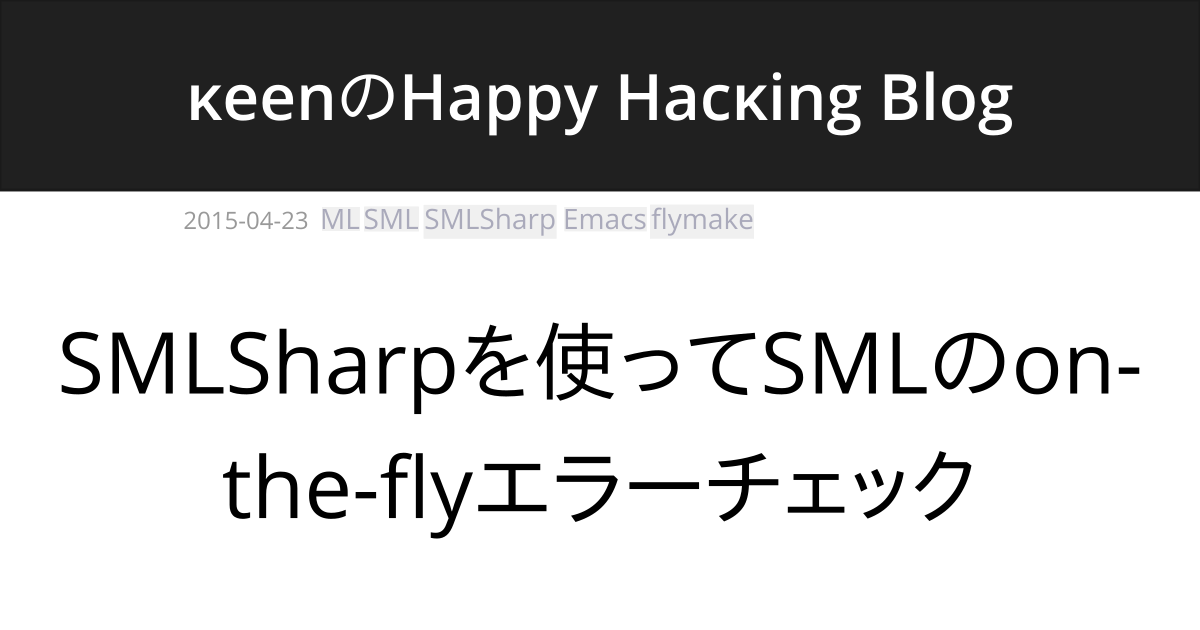 κeenのHappy Hacκing Blog
2015-04-23 ML SML SMLSharp Emacs flymake
SMLSharpを使ってSMLのon-
the-flyエラーチェック